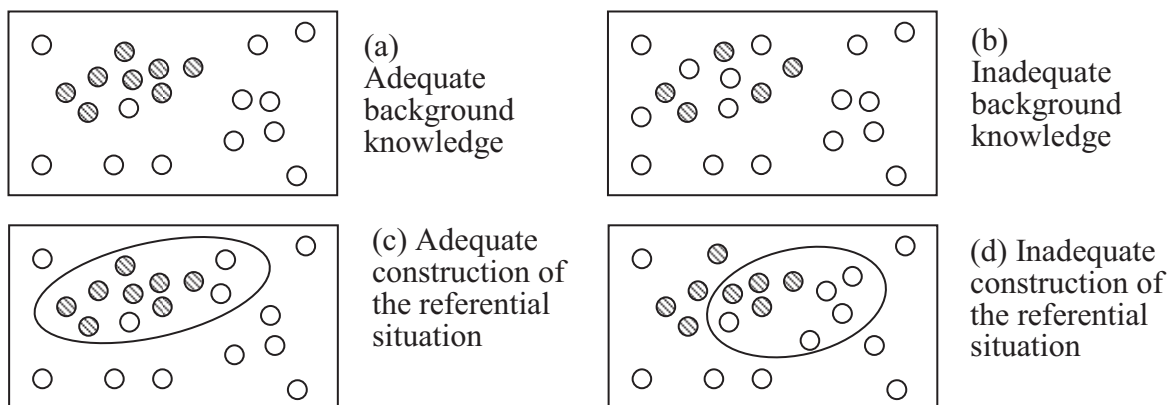 (a)
Adequate
background
knowledge
(b)
Inadequate
background
knowledge
(c) Adequate
construction of
the referential
situation
(d) Inadequate
construction of
the referential
situation